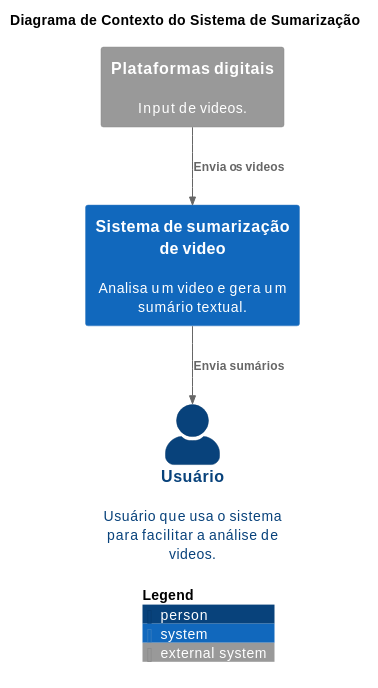 Diagrama de Contexto do Sistema de Sumarização
Plataformas digitais
Input de videos.
Envia os videos
Sistema de sumarização
de video
Analisa um video e gera um
sumário textual.
Envia sumários
Usuário
Usuário que usa o sistema
para facilitar a análise de
videos.
Legend
person
system
external system